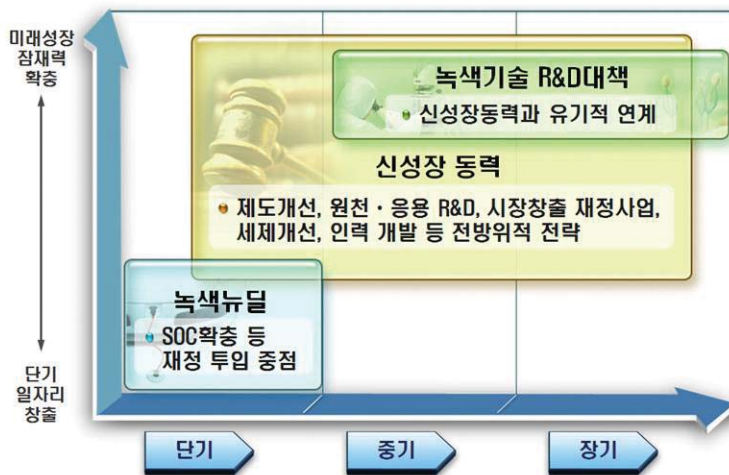 미래성장
잠재력
확충
녹색기술 R&D대책
신성장동력과 유기적 연계
신성장 동력
제도개선, 원천·응용 R&D, 시장창출 재정사업,
세제개선, 인력 개발 등 전방위적 전략
녹색뉴딜
SOC확충 등
재정 투입 중점
단기
일자리
창출
단기
중기
장기